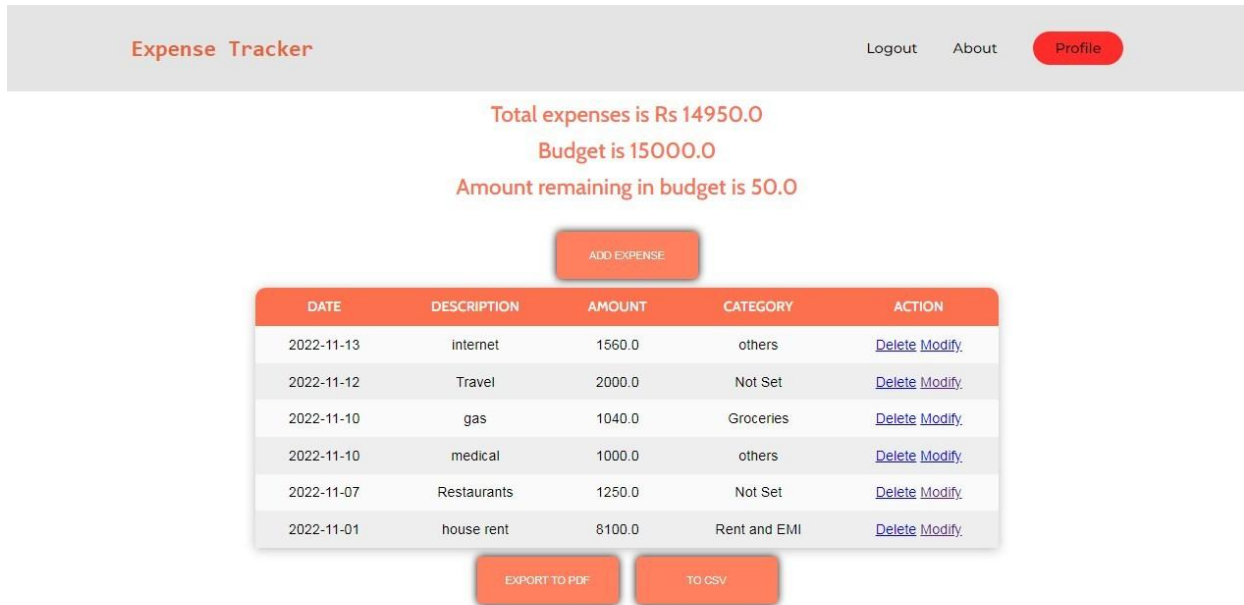 Expense Tracker Logout About Profile
Total expenses is Rs 14950.0
Budget is 15000.0
Amount remaining in budget is 50.0
ADD EXPENSE
DATE DESCRIPTION AMOUNT CATEGORY ACTION
2022-11-13 internet 1560.0 others Delete Modify
2022-11-12 Travel 2000.0 Not Set Delete Modify
2022-11-10 gas 1040.0 Groceries Delete Modify
2022-11-10 medical 1000.0 others Delete Modify
2022-11-07 Restaurants 1250.0 Not Set Delete Modify
2022-11-01 house rent 8100.0 Rent and EMI Delete Modify
EXPORT TO PDF TO CSV